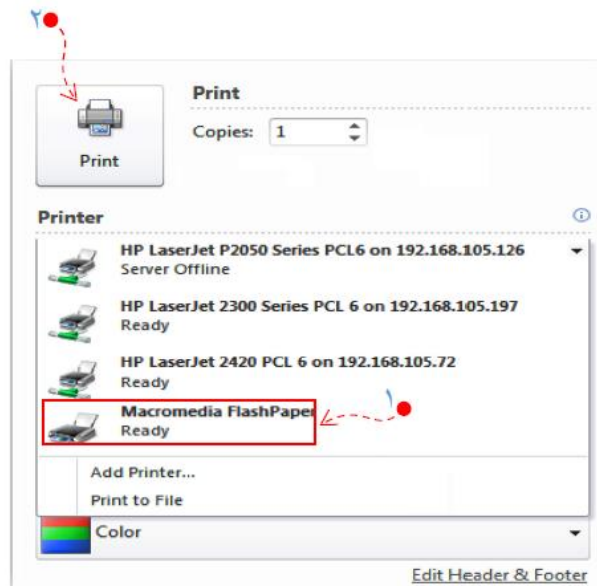 ٢
Print
Copies: 1
Print
Printer
HP LaserJet P2050 Series PCL6 on 192.168.105.126
Server Offline
HP LaserJet 2300 Series PCL 6 on 192.168.105.197
Ready
HP LaserJet 2420 PCL 6 on 192.168.105.72
Ready
Macromedia FlashPaper
Ready
١
Add Printer...
Print to File
Color
Edit Header & Footer